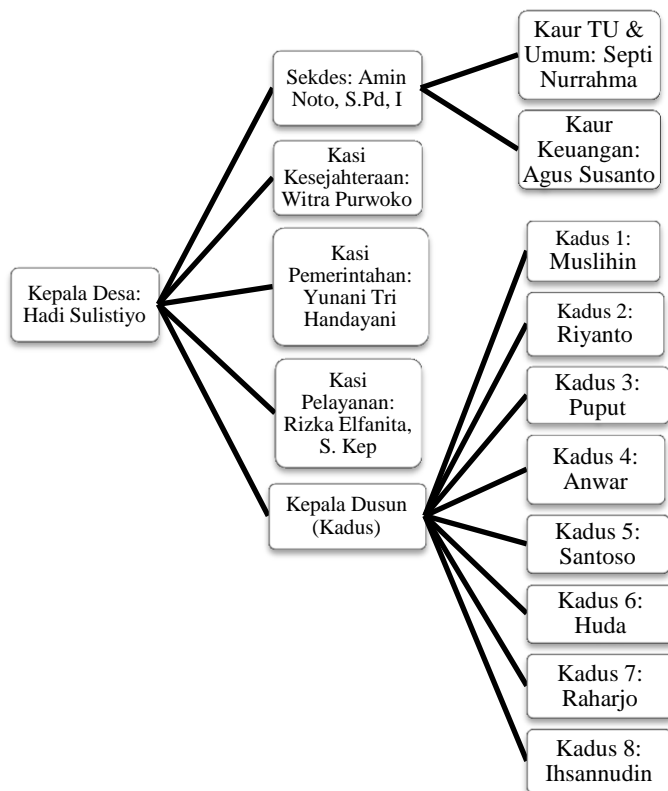 Kepala Desa:
Hadi Sulistiyo
Sekdes: Amin
Noto, S.Pd, I
Kaur TU &
Umum: Septi
Nurrahma
Kaur
Keuangan:
Agus Susanto
Kasi
Kesejahteraan:
Witra Purwoko
Kasi
Pemerintahan:
Yunani Tri
Handayani
Kasi
Pelayanan:
Rizka Elfanita,
S. Kep
Kepala Dusun
(Kadus)
Kadus 1:
Muslihin
Kadus 2:
Riyanto
Kadus 3:
Puput
Kadus 4:
Anwar
Kadus 5:
Santoso
Kadus 6:
Huda
Kadus 7:
Raharjo
Kadus 8:
Ihsannudin